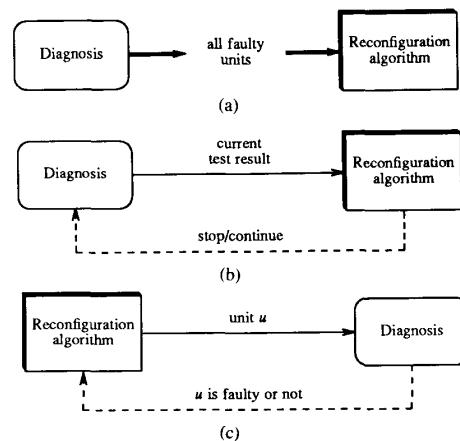 Diagnosis
all faulty
units
Reconfiguration
algorithm
(a)
current
test result
Diagnosis
Reconfiguration
algorithm
stop/continue
(b)
Reconfiguration
algorithm
unit u
Diagnosis
u is faulty or not
(c)